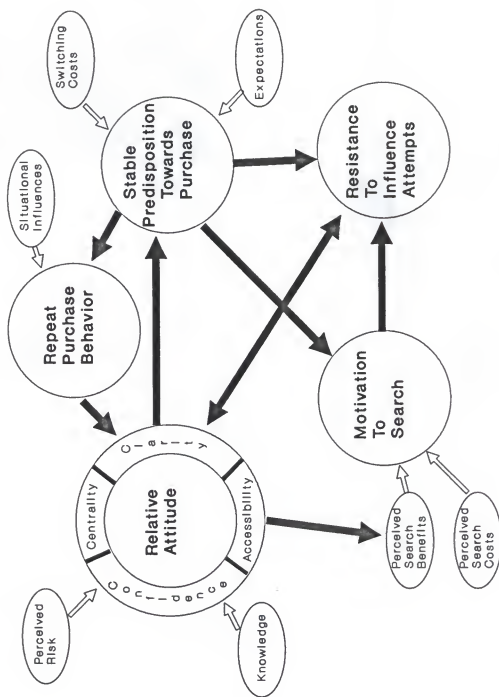 Perceived
Risk
Knowledge
Centrality
Clarity
Confidence
Accessibility
Relative
Attitude
Situational
Influences
Repeat
Purchase
Behavior
Switching
Costs
Expectations
Stable
Predisposition
Towards
Purchase
Perceived
Search
Benefits
Perceived
Search
Costs
Motivation
To
Search
Resistance
To
Influence
Attempts